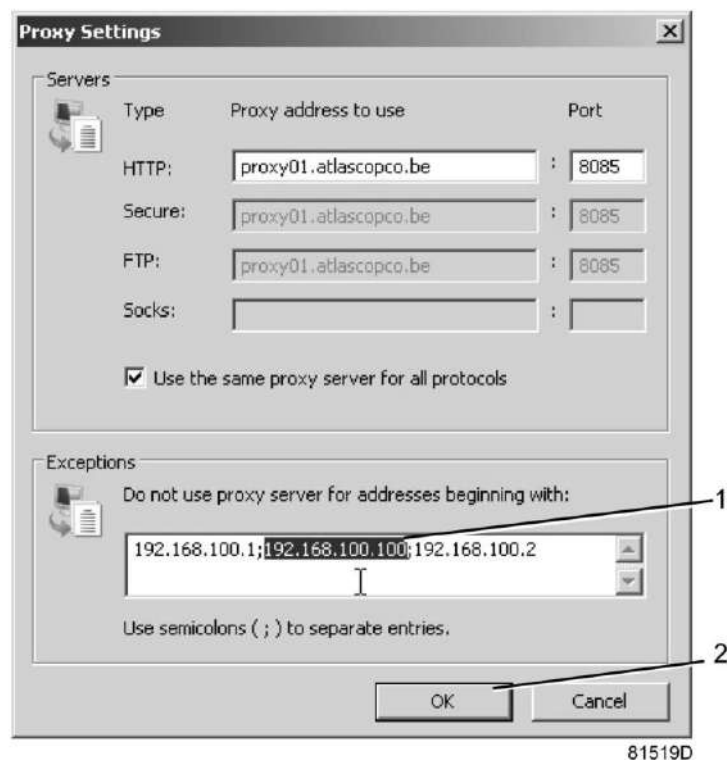 Proxy Settings
Servers
Type Proxy address to use Port
HTTP: proxy01.atlascopco.be : 8085
Secure: proxy01.atlascopco.be : 8085
FTP: proxy01.atlascopco.be : 8085
Socks: :
Use the same proxy server for all protocols
Exceptions
Do not use proxy server for addresses beginning with:
1
192.168.100.1;192.168.100.100;192.168.100.2
Use semicolons ( ; ) to separate entries.
2
OK Cancel
81519D